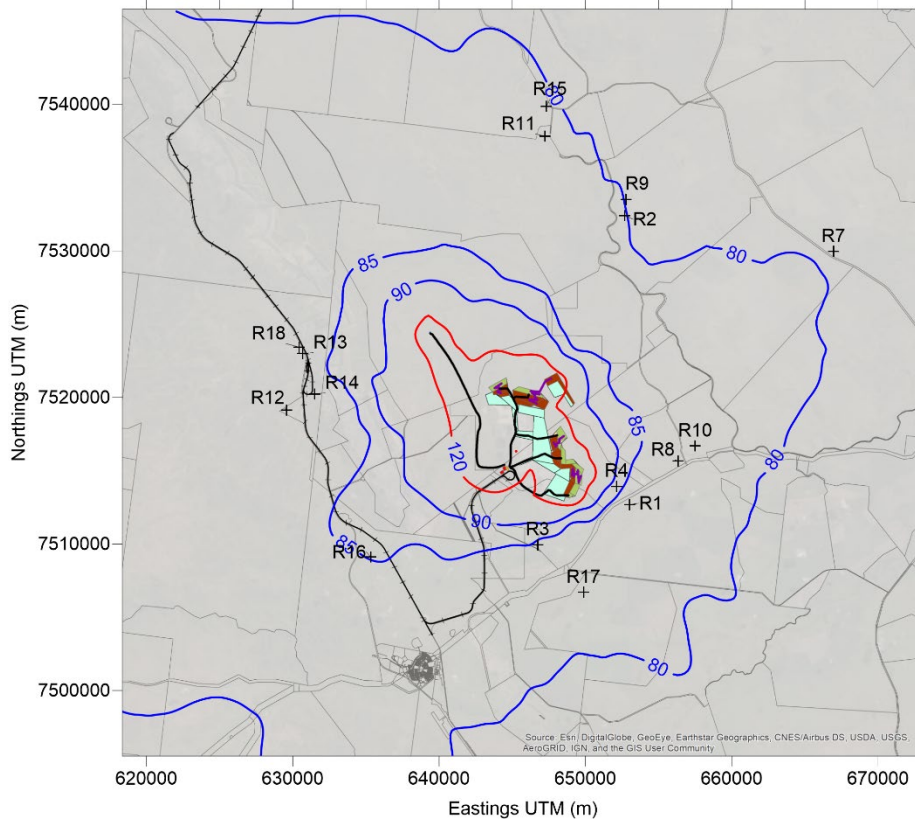 R15
80
7540000
R11
R9
R2
R7
7530000
80
85
90
R18
R13
R14
7520000
R12
85
120
R10
R8
R4
80
R1
90
R3
7510000
85
R16
R17
80
7500000
Northings UTM (m)
Source: Esri, DigitalGlobe, GeoEye, Earthstar Geographics, CNES/Airbus DS, USDA, USGS,
AeroGRID, IGN, and the GIS User Community
620000 630000 640000 650000 660000 670000
Eastings UTM (m)